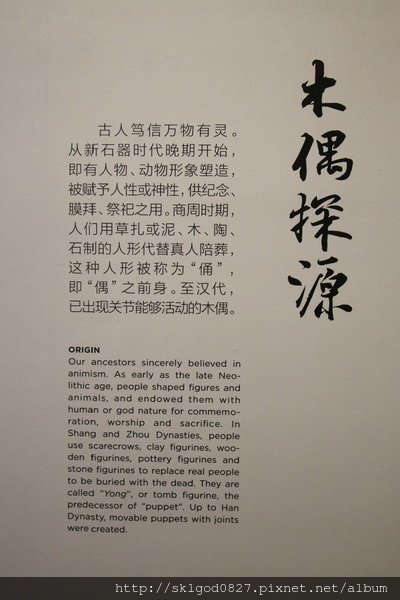 木偶探源
古人笃信万物有灵。
从新石器时代晚期开始，
即有人物、动物形象塑造，
被赋予人性或神性，供纪念、
膜拜、祭祀之用。商周时期，
人们用草扎或泥、木、陶、
石制的人形代替真人陪葬，
这种人形被称为“俑”，
即“偶”之前身。至汉代，
已出现关节能够活动的木偶。
ORIGIN
Our ancestors sincerely believed in
animism. As early as the late Neo-
lithic age, people shaped figures and
animals, and endowed them with
human or god nature for commemo-
ration, worship and sacrifice. In
Shang and Zhou Dynasties, people
use scarecrows, clay figurines, woo-
den figurines, pottery figurines and
stone figurines to replace real people
to be buried with the dead. They are
called "Yong", or tomb figurine, the
predecessor of "puppet". Up to Han
Dynasty, movable puppets with joints
were created.
http://sklgod0827.pixnet.net/album